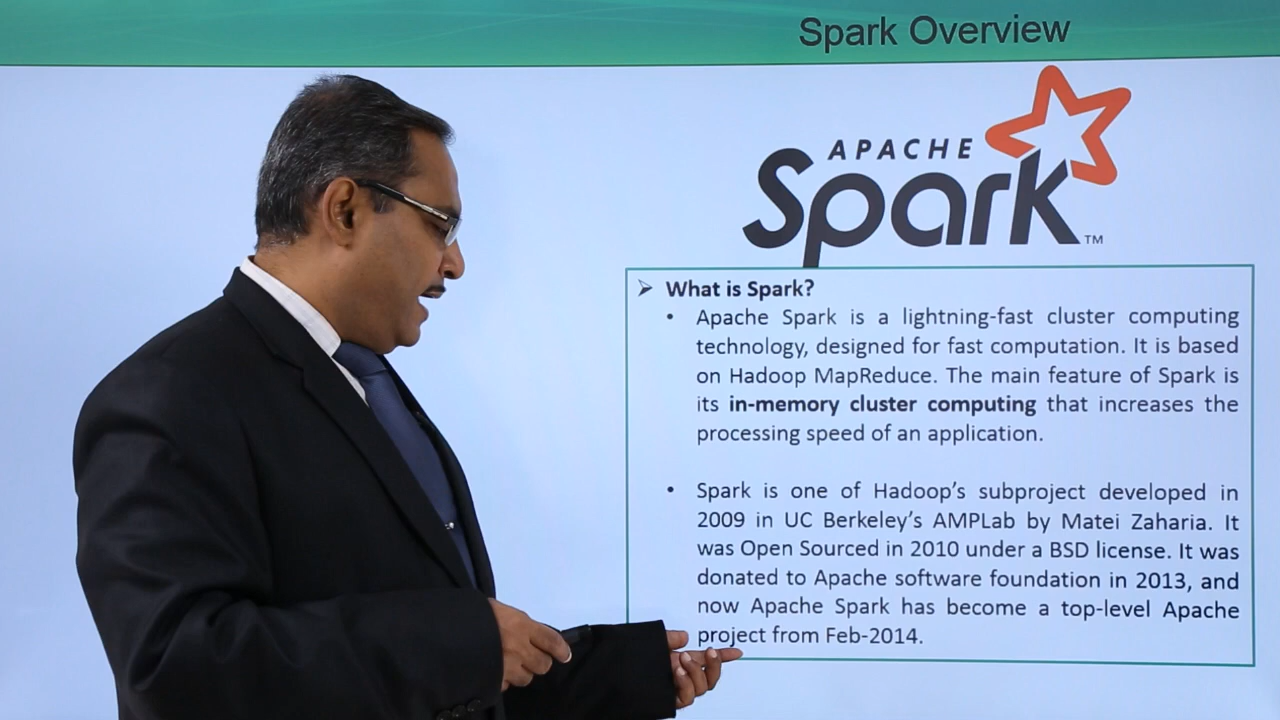 Spark Overview
APACHE
Spark™
➢ What is Spark?
• Apache Spark is a lightning-fast cluster computing
technology, designed for fast computation. It is based
on Hadoop MapReduce. The main feature of Spark is
its in-memory cluster computing that increases the
processing speed of an application.
• Spark is one of Hadoop’s subproject developed in
2009 in UC Berkeley’s AMPLab by Matei Zaharia. It
was Open Sourced in 2010 under a BSD license. It was
donated to Apache software foundation in 2013, and
now Apache Spark has become a top-level Apache
project from Feb-2014.